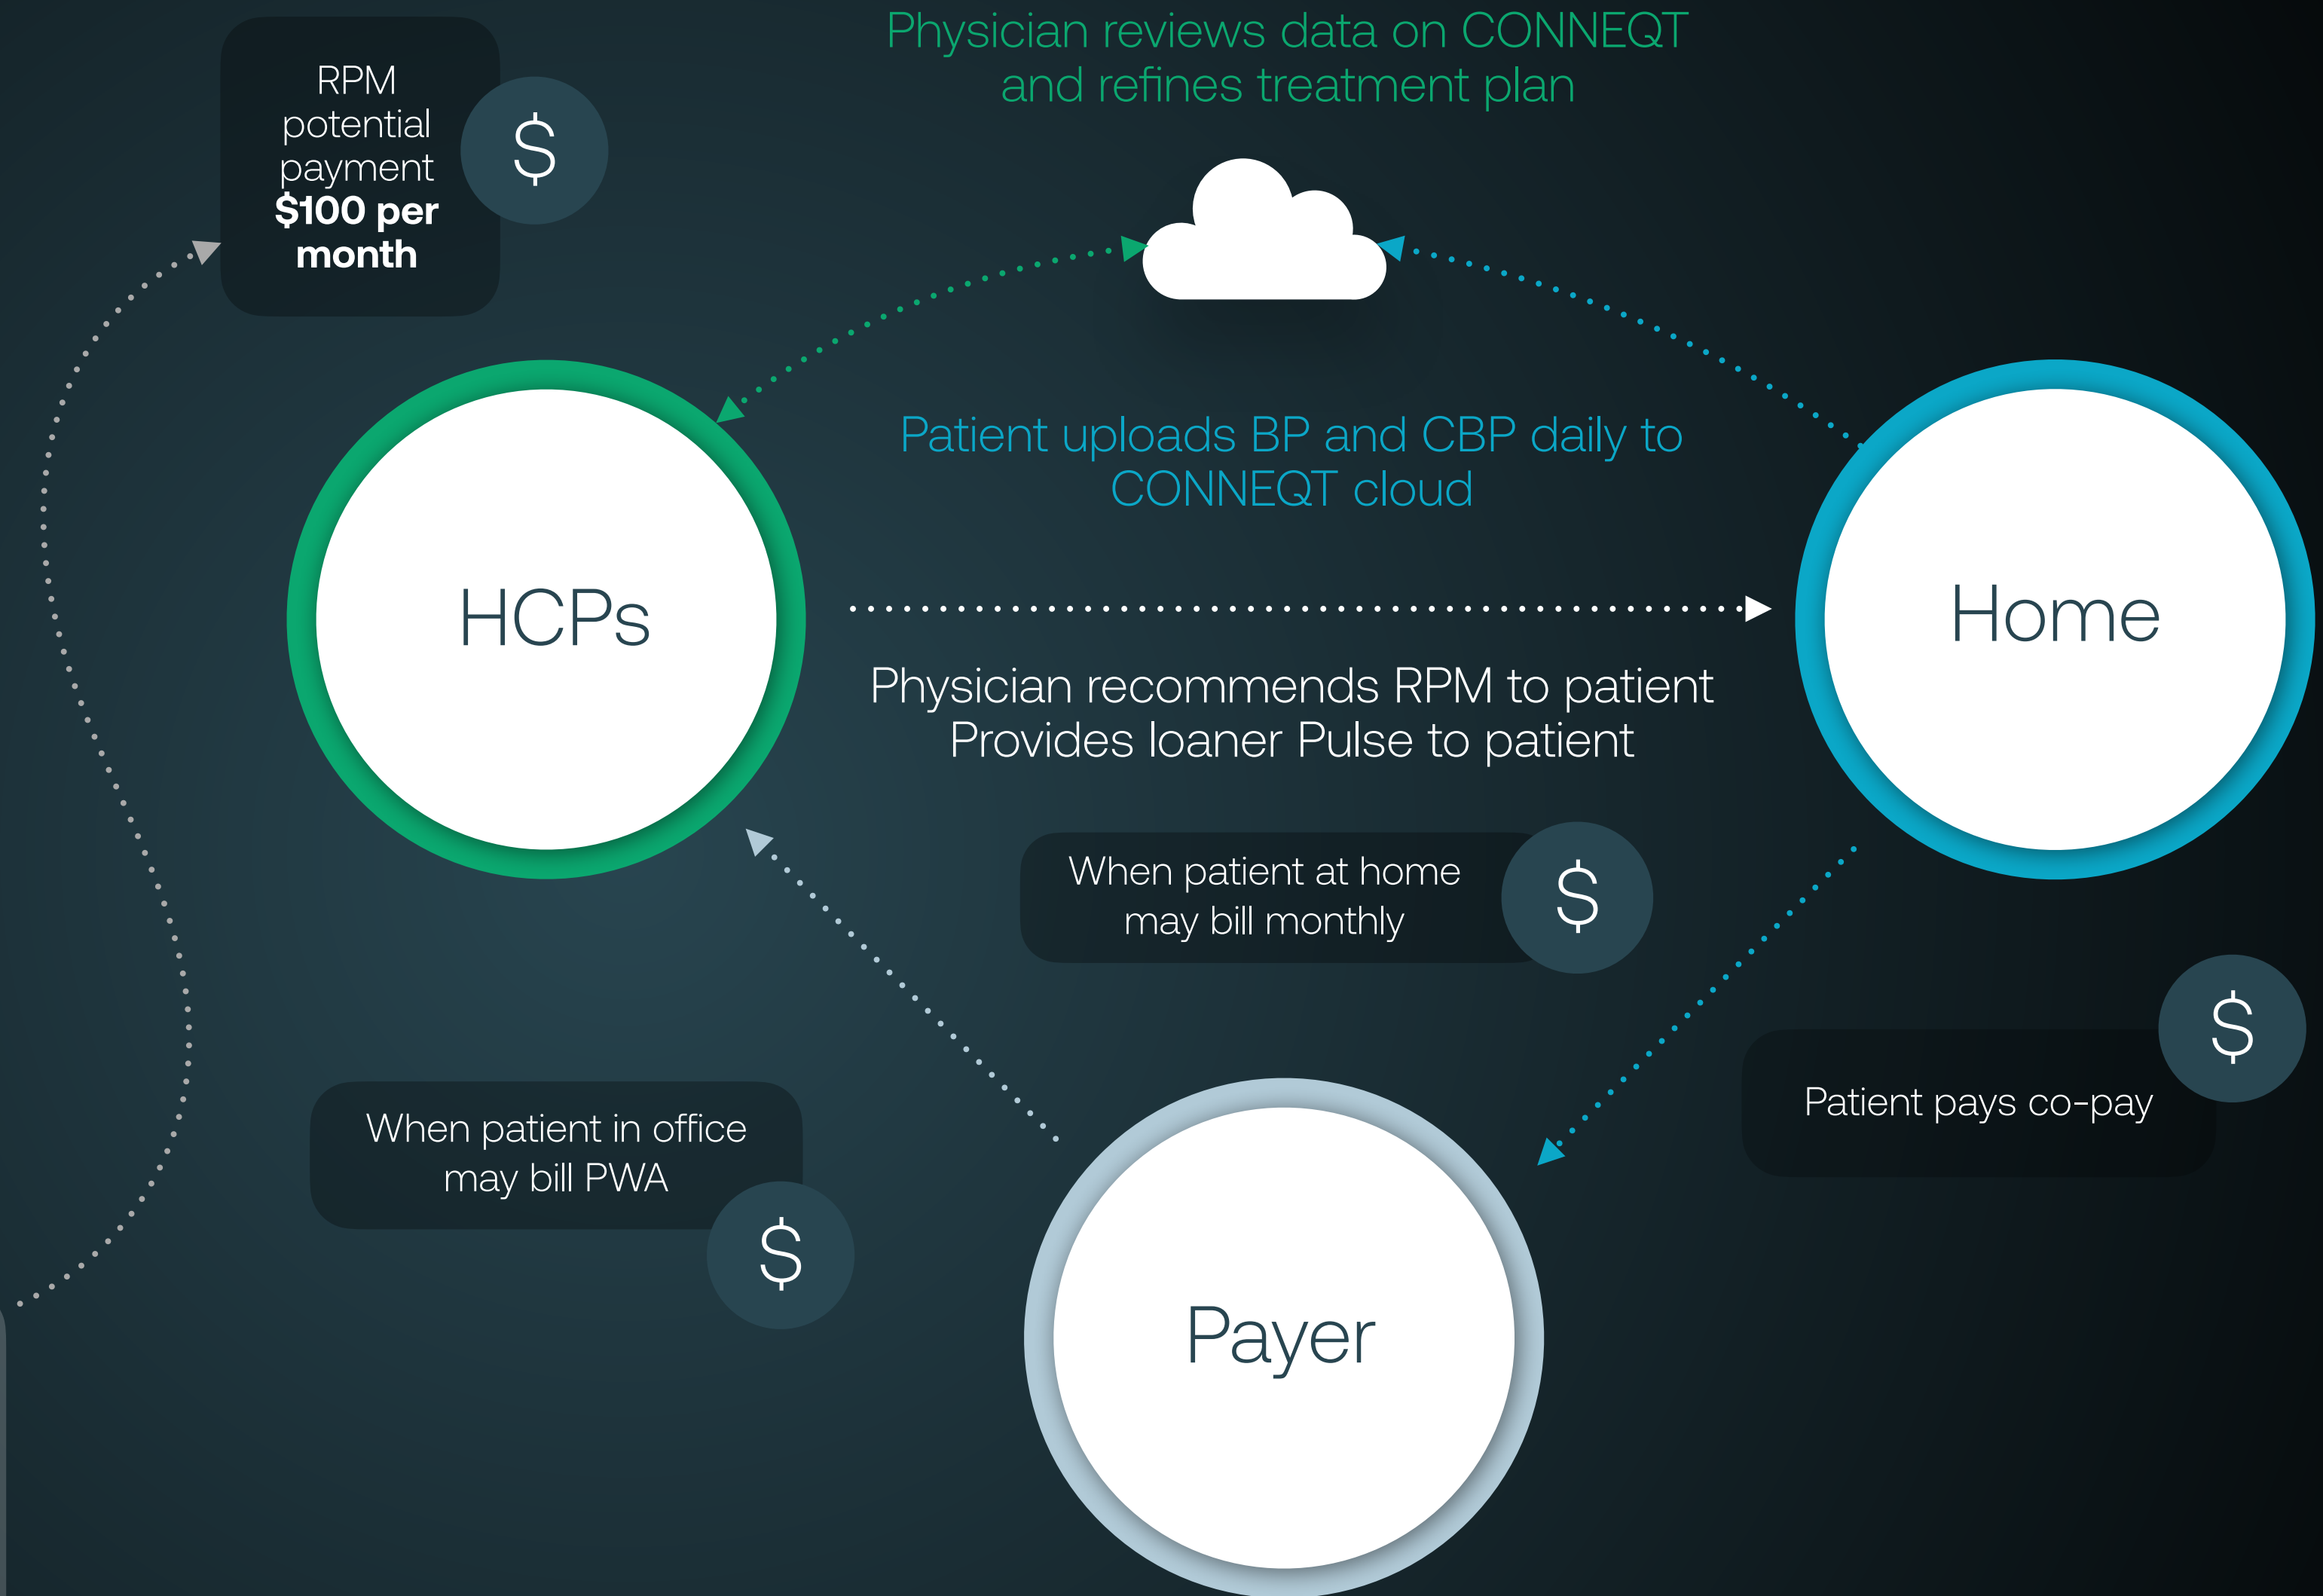 Physician reviews data on CONNEQT
and refines treatment plan
RPM
potential
payment
$100 per
month
$
Patient uploads BP and CBP daily to
CONNEQT cloud
HCPs
Home
Physician recommends RPM to patient
Provides loaner Pulse to patient
When patient at home
may bill monthly
$
$
Patient pays co-pay
When patient in office
may bill PWA
$
Payer